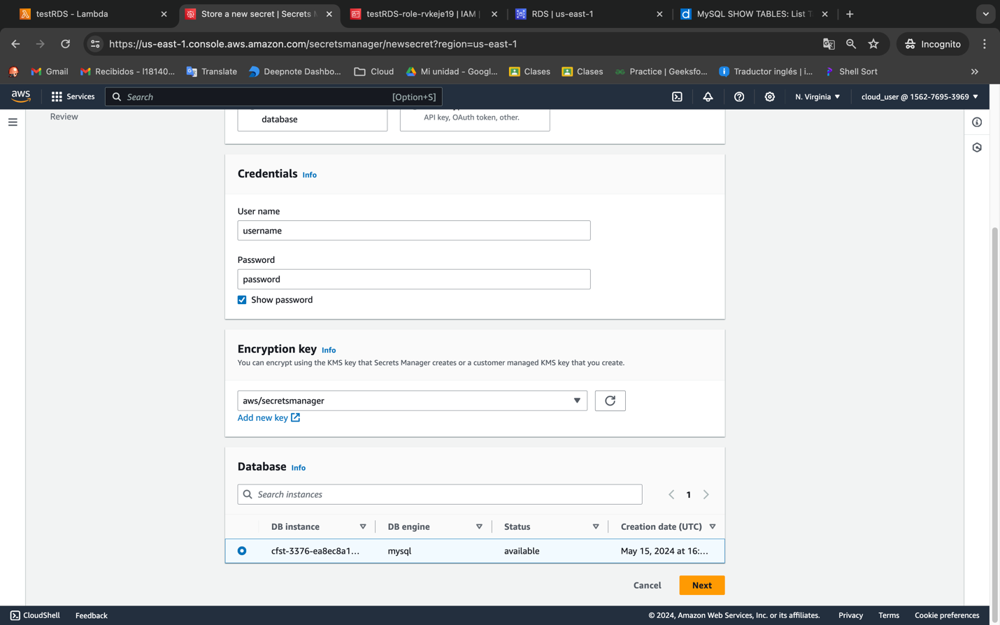 testRDS - Lambda
Store a new secret | Secrets M
testRDS-role-rvkeje19 | IAM |
RDS | us-east-1
MySQL SHOW TABLES: List T
https://us-east-1.console.aws.amazon.com/secretsmanager/newsecret?region=us-east-1
Incognito
Gmail
Recibidos - l18140...
Translate
Deepnote Dashbo...
Cloud
Mi unidad - Googl...
Clases
Clases
Practice | Geeksfo...
Traductor inglés | i...
Shell Sort
aws
Services
Search
[Option+S]
N. Virginia
cloud_user @ 1562-7695-3969
Review
database
API key, OAuth token, other.
Credentials Info
User name
username
Password
password
Show password
Encryption key Info
You can encrypt using the KMS key that Secrets Manager creates or a customer managed KMS key that you create.
aws/secretsmanager
Add new key
Database Info
Search instances
1
DB instance
DB engine
Status
Creation date (UTC)
cfst-3376-ea8ec8a1...
mysql
available
May 15, 2024 at 16:...
Cancel
Next
CloudShell
Feedback
© 2024, Amazon Web Services, Inc. or its affiliates.
Privacy
Terms
Cookie preferences